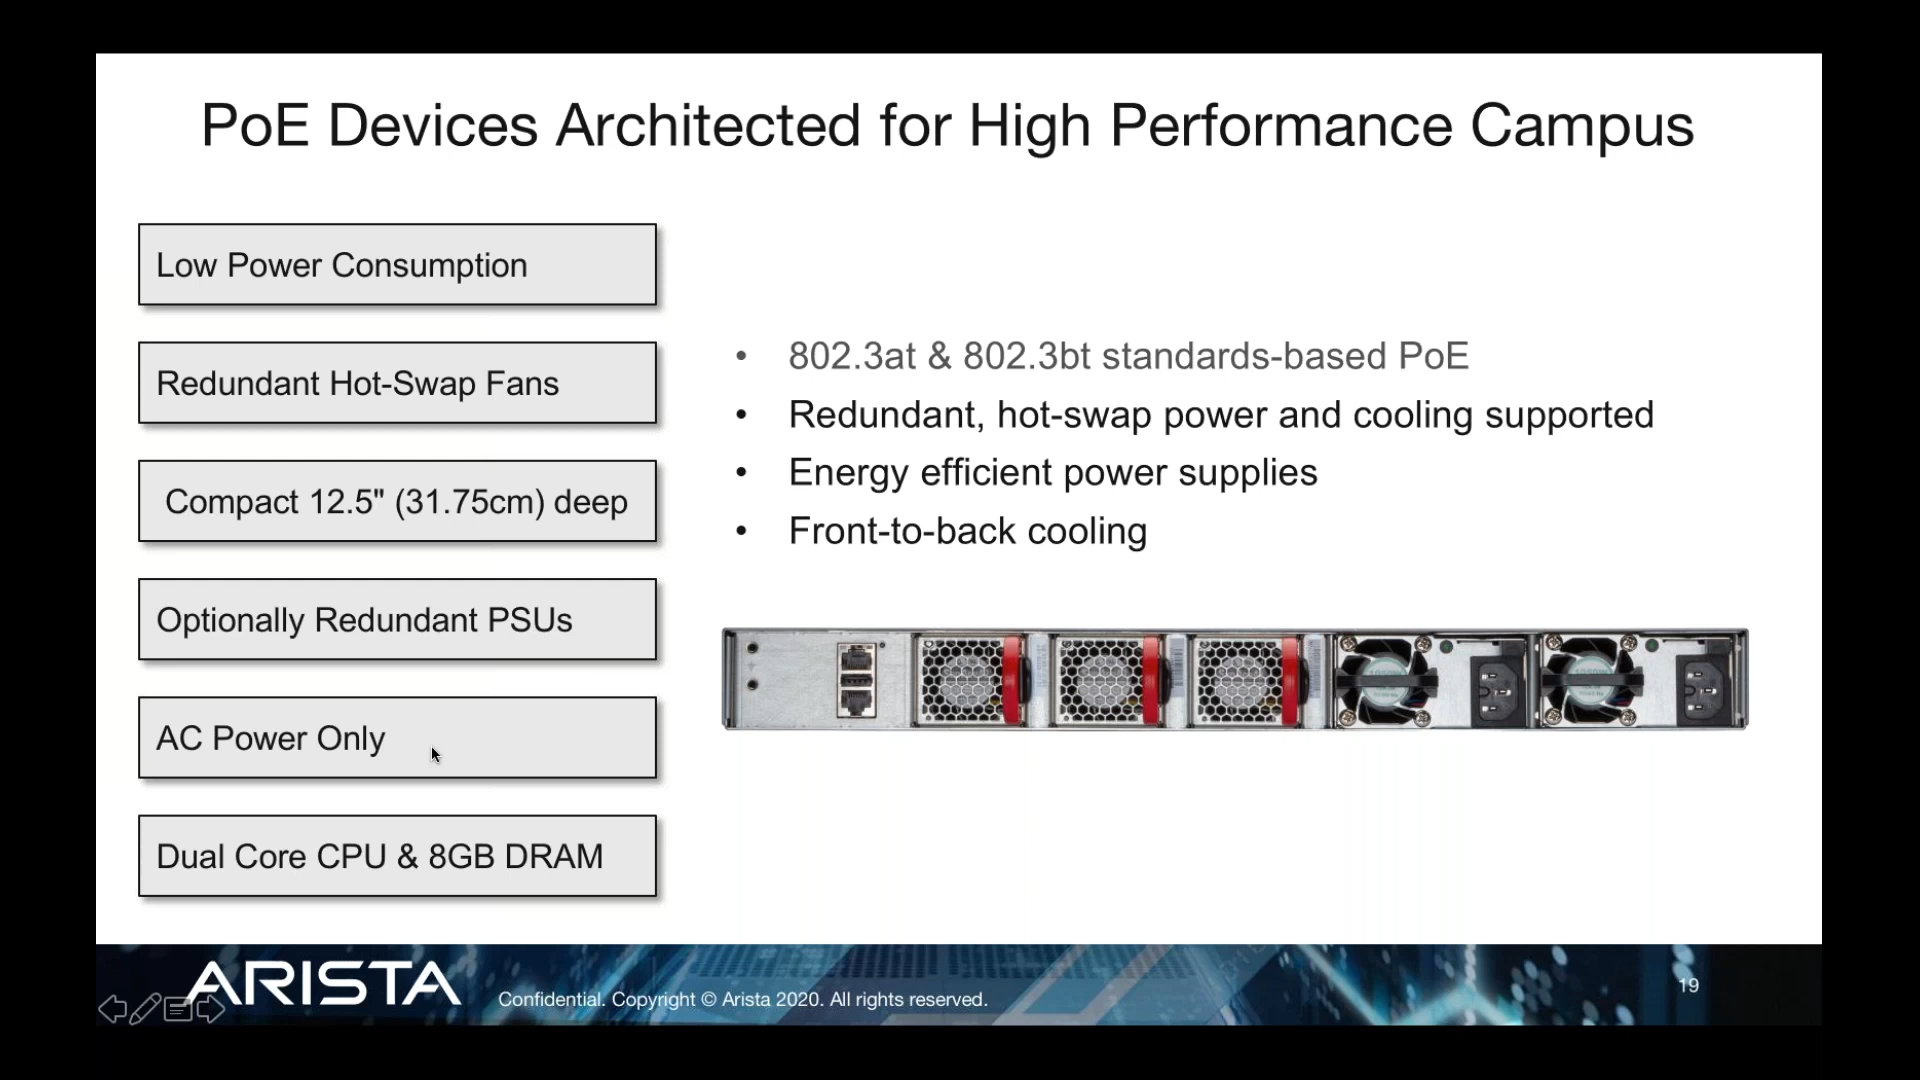 PoE Devices Architected for High Performance Campus
Low Power Consumption
Redundant Hot-Swap Fans
Compact 12.5" (31.75cm) deep
Optionally Redundant PSUs
AC Power Only
Dual Core CPU & 8GB DRAM
• 802.3at & 802.3bt standards-based PoE
• Redundant, hot-swap power and cooling supported
• Energy efficient power supplies
• Front-to-back cooling
ARISTA
Confidential. Copyright © Arista 2020. All rights reserved.
19